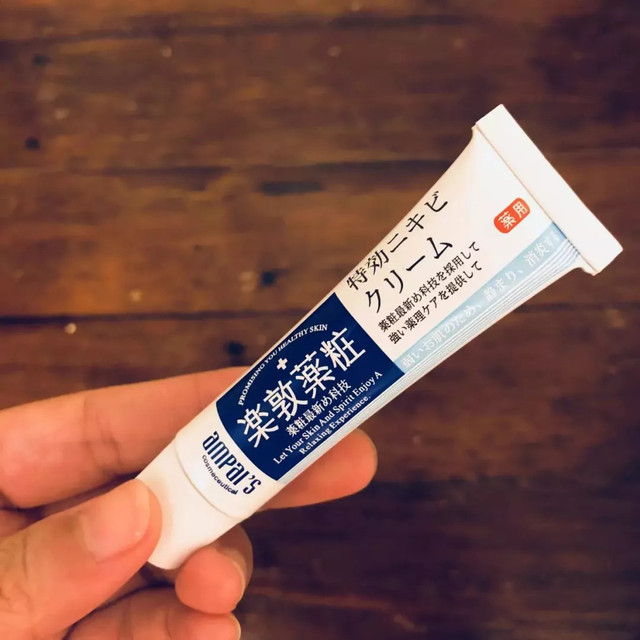 薬用
特効ニキビ
クリーム
薬粧最新め科技を採用して
強い薬理ケアを提供して
PROMISING YOU HEALTHY SKIN
楽敦薬粧
薬粧最新め科技
Let Your Skin And Spirit Enjoy A
Relaxing Experience.
ampar's
cosmeceutical